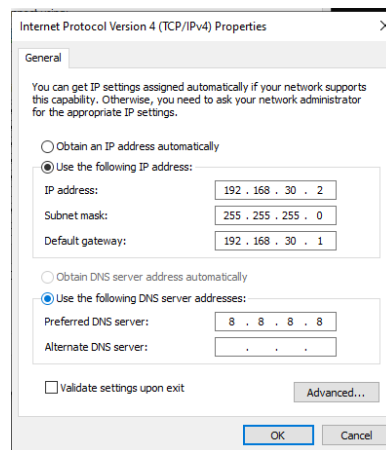 Internet Protocol Version 4 (TCP/IPv4) Properties
General
You can get IP settings assigned automatically if your network supports
this capability. Otherwise, you need to ask your network administrator
for the appropriate IP settings.
Obtain an IP address automatically
Use the following IP address:
IP address: 192 . 168 . 30 . 2
Subnet mask: 255 . 255 . 255 . 0
Default gateway: 192 . 168 . 30 . 1
Obtain DNS server address automatically
Use the following DNS server addresses:
Preferred DNS server: 8 . 8 . 8 . 8
Alternate DNS server: . . .
Validate settings upon exit
Advanced...
OK Cancel